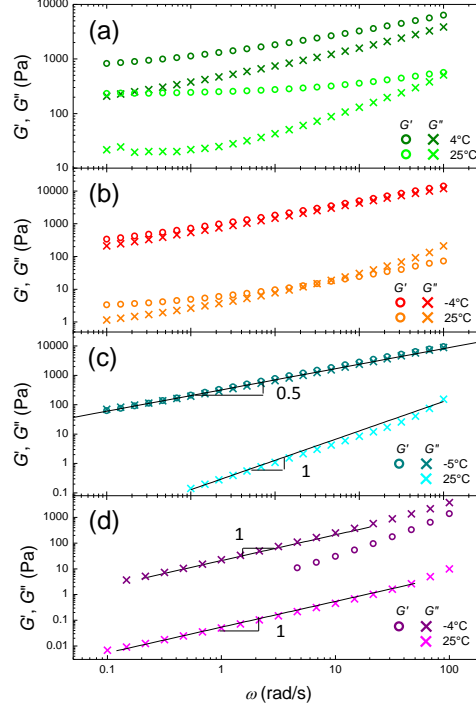 (a)
10000
1000
100
10
G', G'' (Pa)
G' G''
4°C
25°C
(b)
10000
1000
100
10
1
G', G'' (Pa)
G' G''
-4°C
25°C
(c)
10000
1000
100
10
1
0.1
G', G'' (Pa)
0.5
1
G' G''
-5°C
25°C
(d)
1000
100
10
1
0.1
0.01
G', G'' (Pa)
1
1
G' G''
-4°C
25°C
0.1 1 10 100
ω (rad/s)